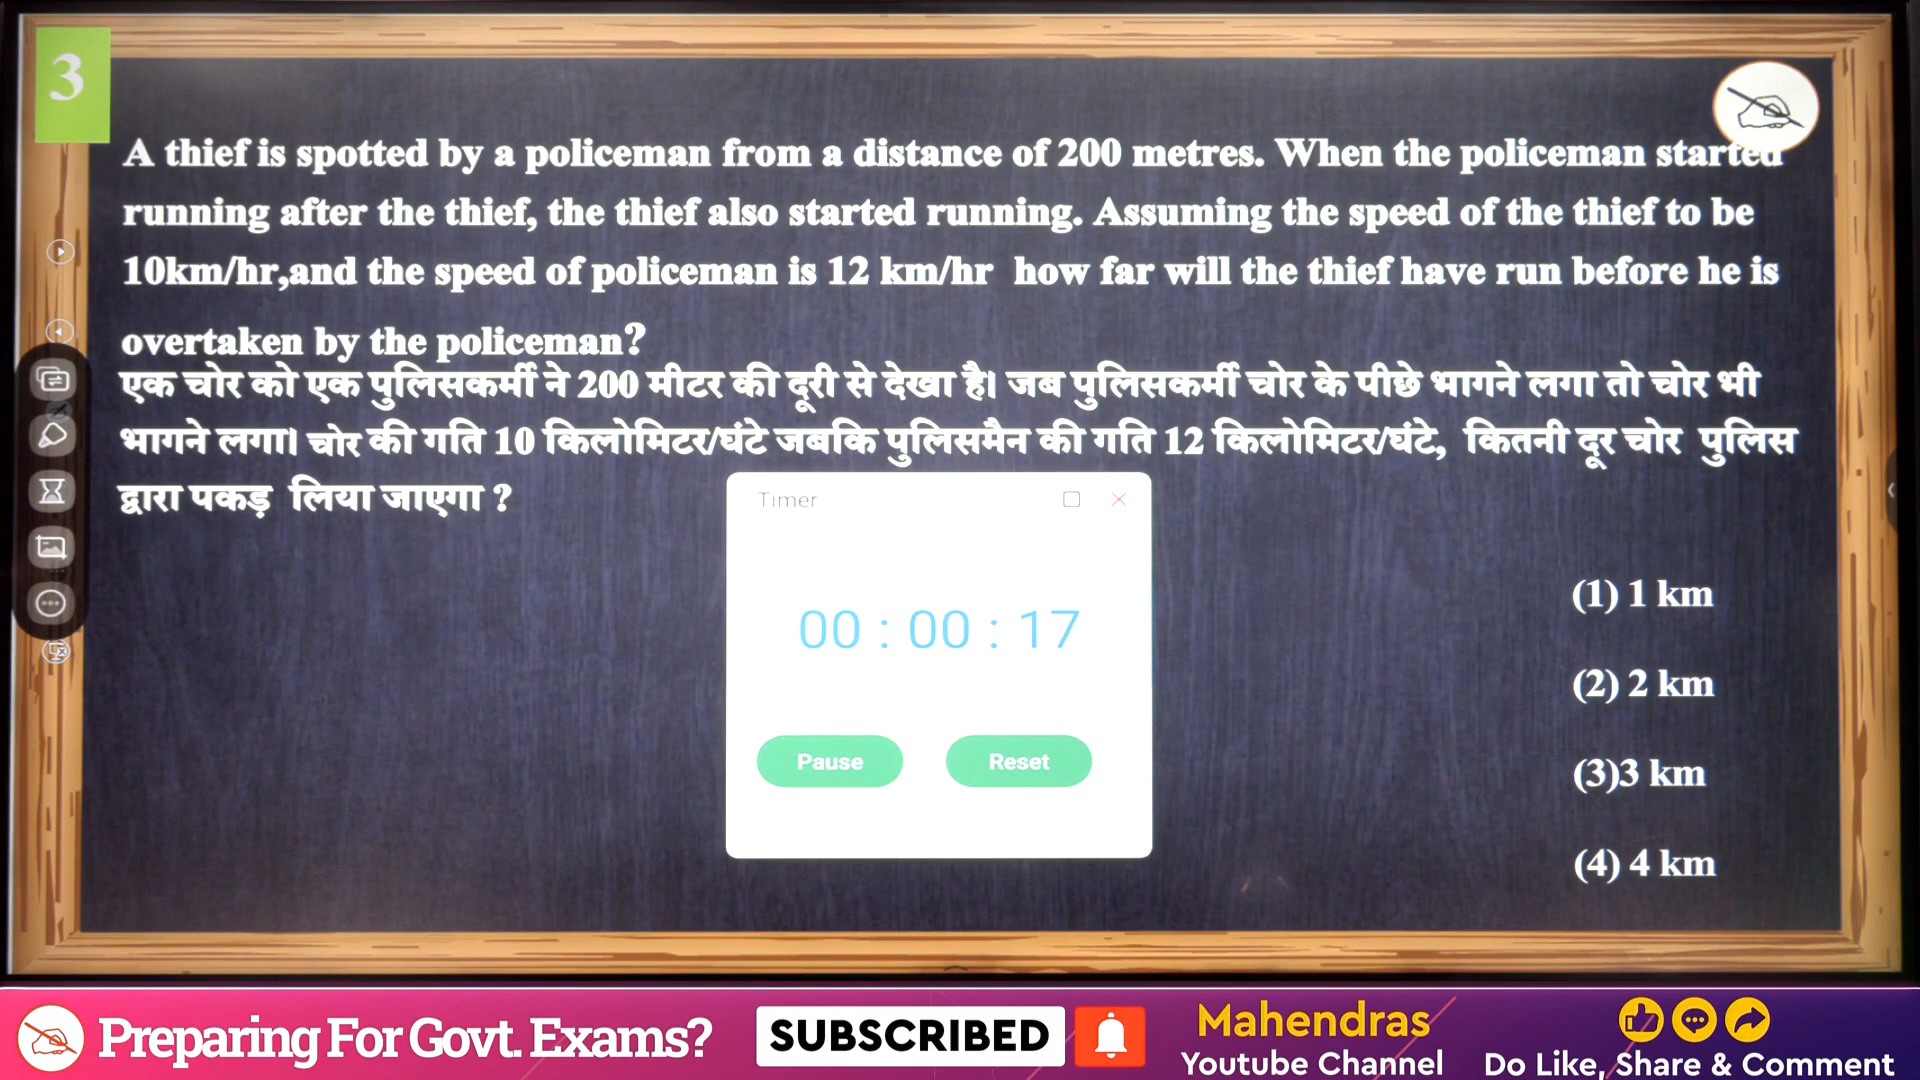 3
A thief is spotted by a policeman from a distance of 200 metres. When the policeman started
running after the thief, the thief also started running. Assuming the speed of the thief to be
10km/hr,and the speed of policeman is 12 km/hr how far will the thief have run before he is
overtaken by the policeman?
एक चोर को एक पुलिसकर्मी ने 200 मीटर की दूरी से देखा है। जब पुलिसकर्मी चोर के पीछे भागने लगा तो चोर भी
भागने लगा। चोर की गति 10 किलोमिटर/घंटे जबकि पुलिसमैन की गति 12 किलोमिटर/घंटे, कितनी दूर चोर पुलिस
द्वारा पकड़ लिया जाएगा ?
Timer
00 : 00 : 17
Pause Reset
(1) 1 km
(2) 2 km
(3)3 km
(4) 4 km
Preparing For Govt. Exams?
SUBSCRIBED
Mahendras
Youtube Channel
Do Like, Share & Comment